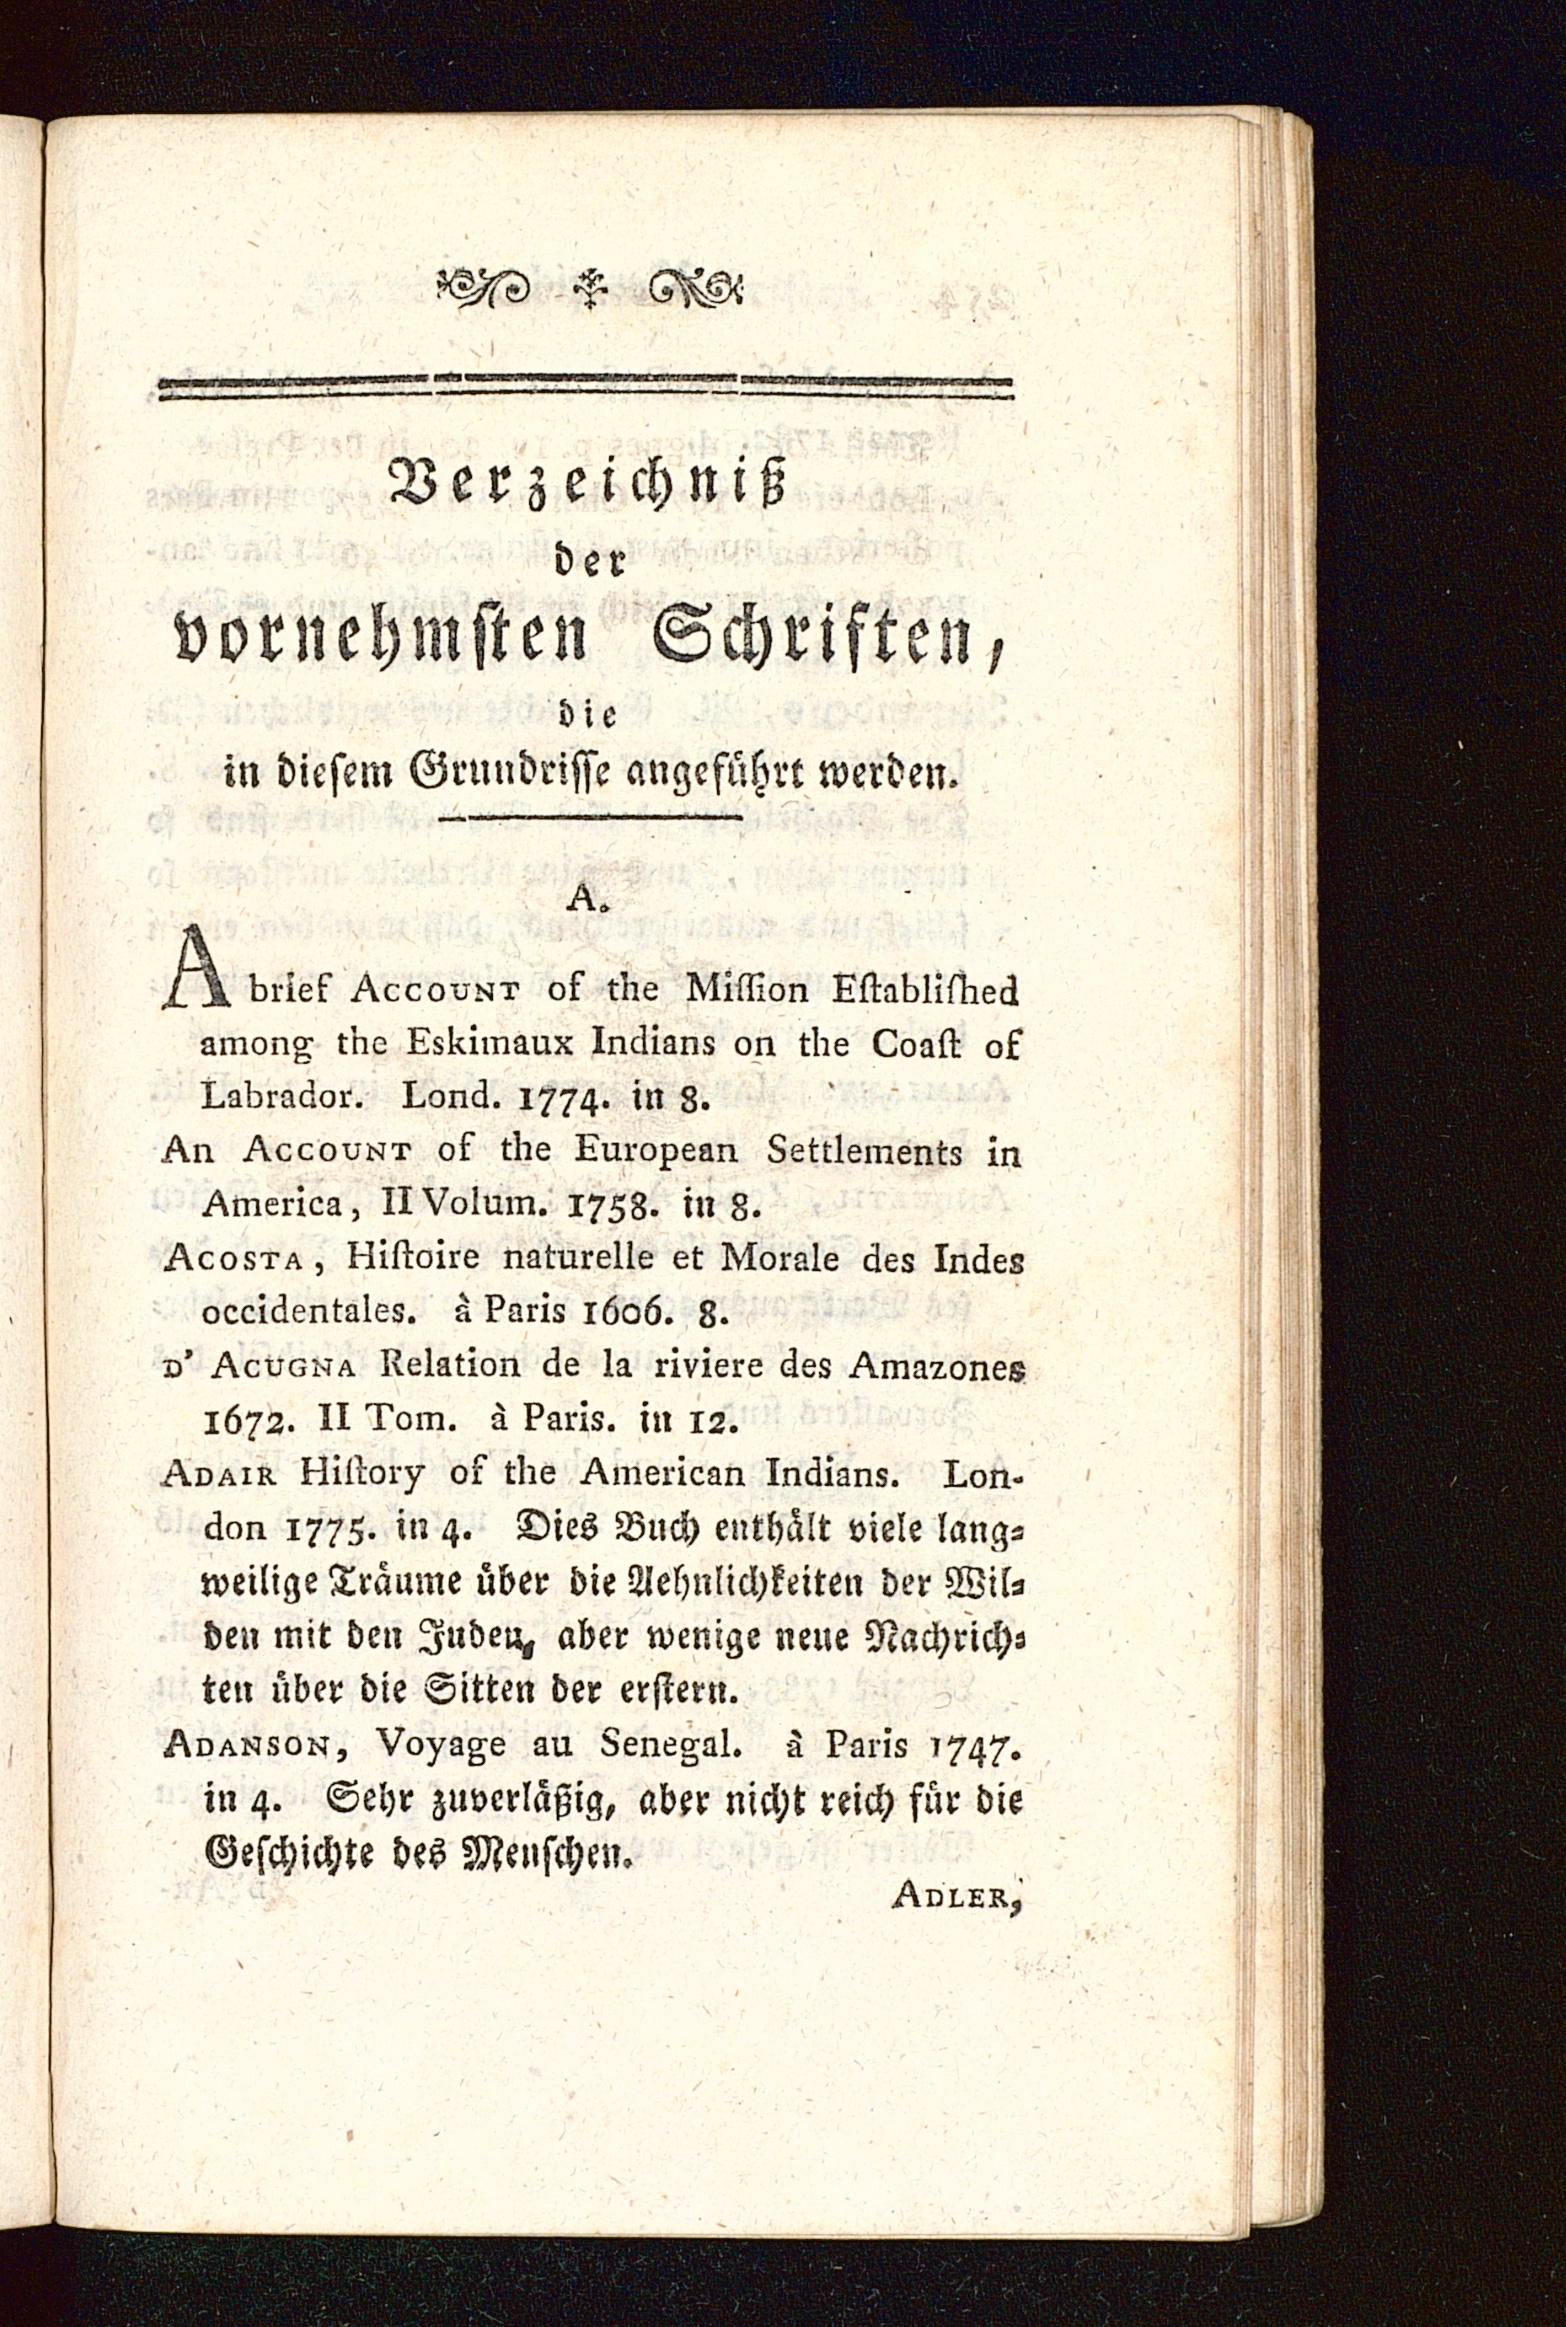 Verzeichniß
der
vornehmſten Schriften,
die
in dieſem Grundriſſe angeführt werden.
A.
A brief ACCOUNT of the Miſſion Eſtabliſhed
among the Eskimaux Indians on the Coaſt of
Labrador. Lond. 1774. in 8.
An ACCOUNT of the European Settlements in
America, II Volum. 1758. in 8.
ACOSTA, Hiſtoire naturelle et Morale des Indes
occidentales. à Paris 1606. 8.
D' ACUGNA Relation de la riviere des Amazones
1672. II Tom. à Paris. in 12.
ADAIR Hiſtory of the American Indians. Lon-
don 1775. in 4. Dies Buch enthält viele lang-
weilige Träume über die Aehnlichkeiten der Wil-
den mit den Juden, aber wenige neue Nachrich-
ten über die Sitten der erſtern.
ADANSON, Voyage au Senegal. à Paris 1747.
in 4. Sehr zuverläßig, aber nicht reich für die
Geſchichte des Menſchen.
ADLER,